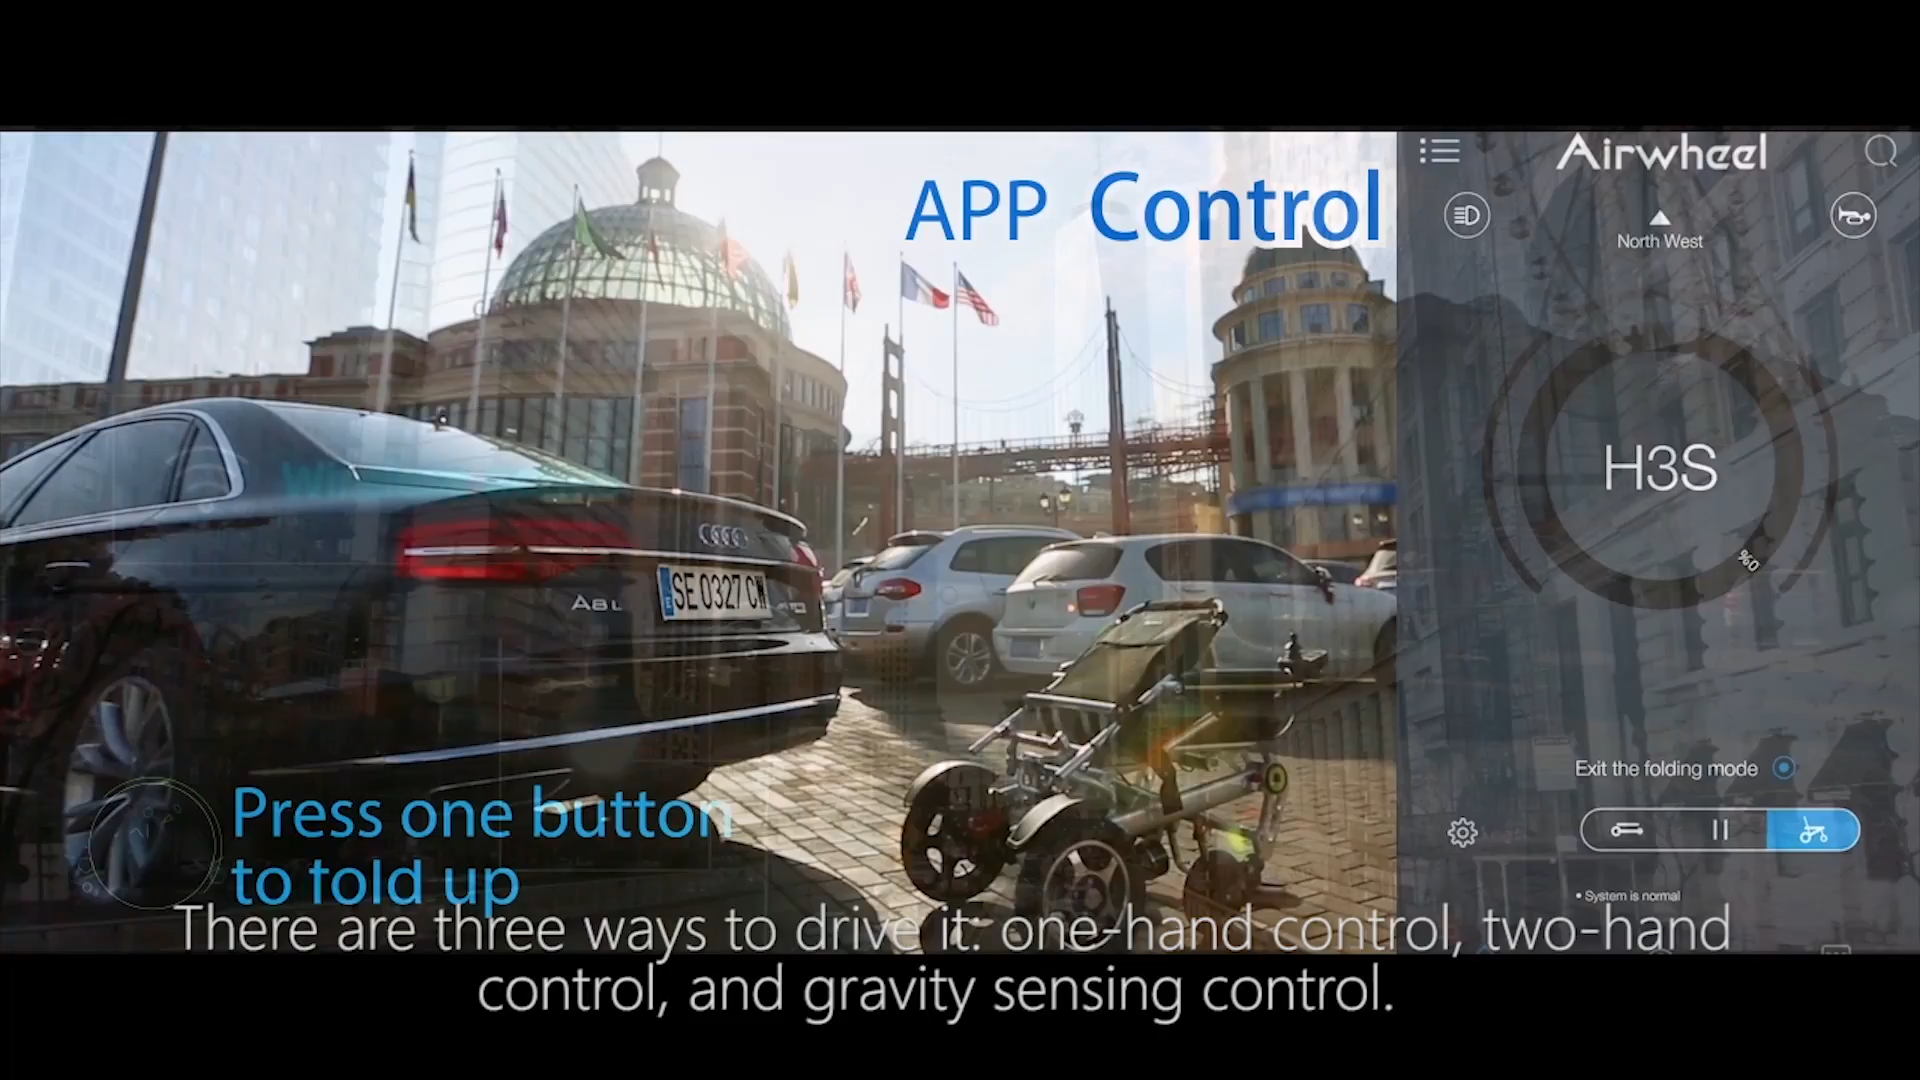 APP Control
Airwheel
North West
H3S
0%
A8L
SE 0327 CW
Exit the folding mode
Press one button
to fold up
• System is normal
There are three ways to drive it: one-hand control, two-hand
control, and gravity sensing control.